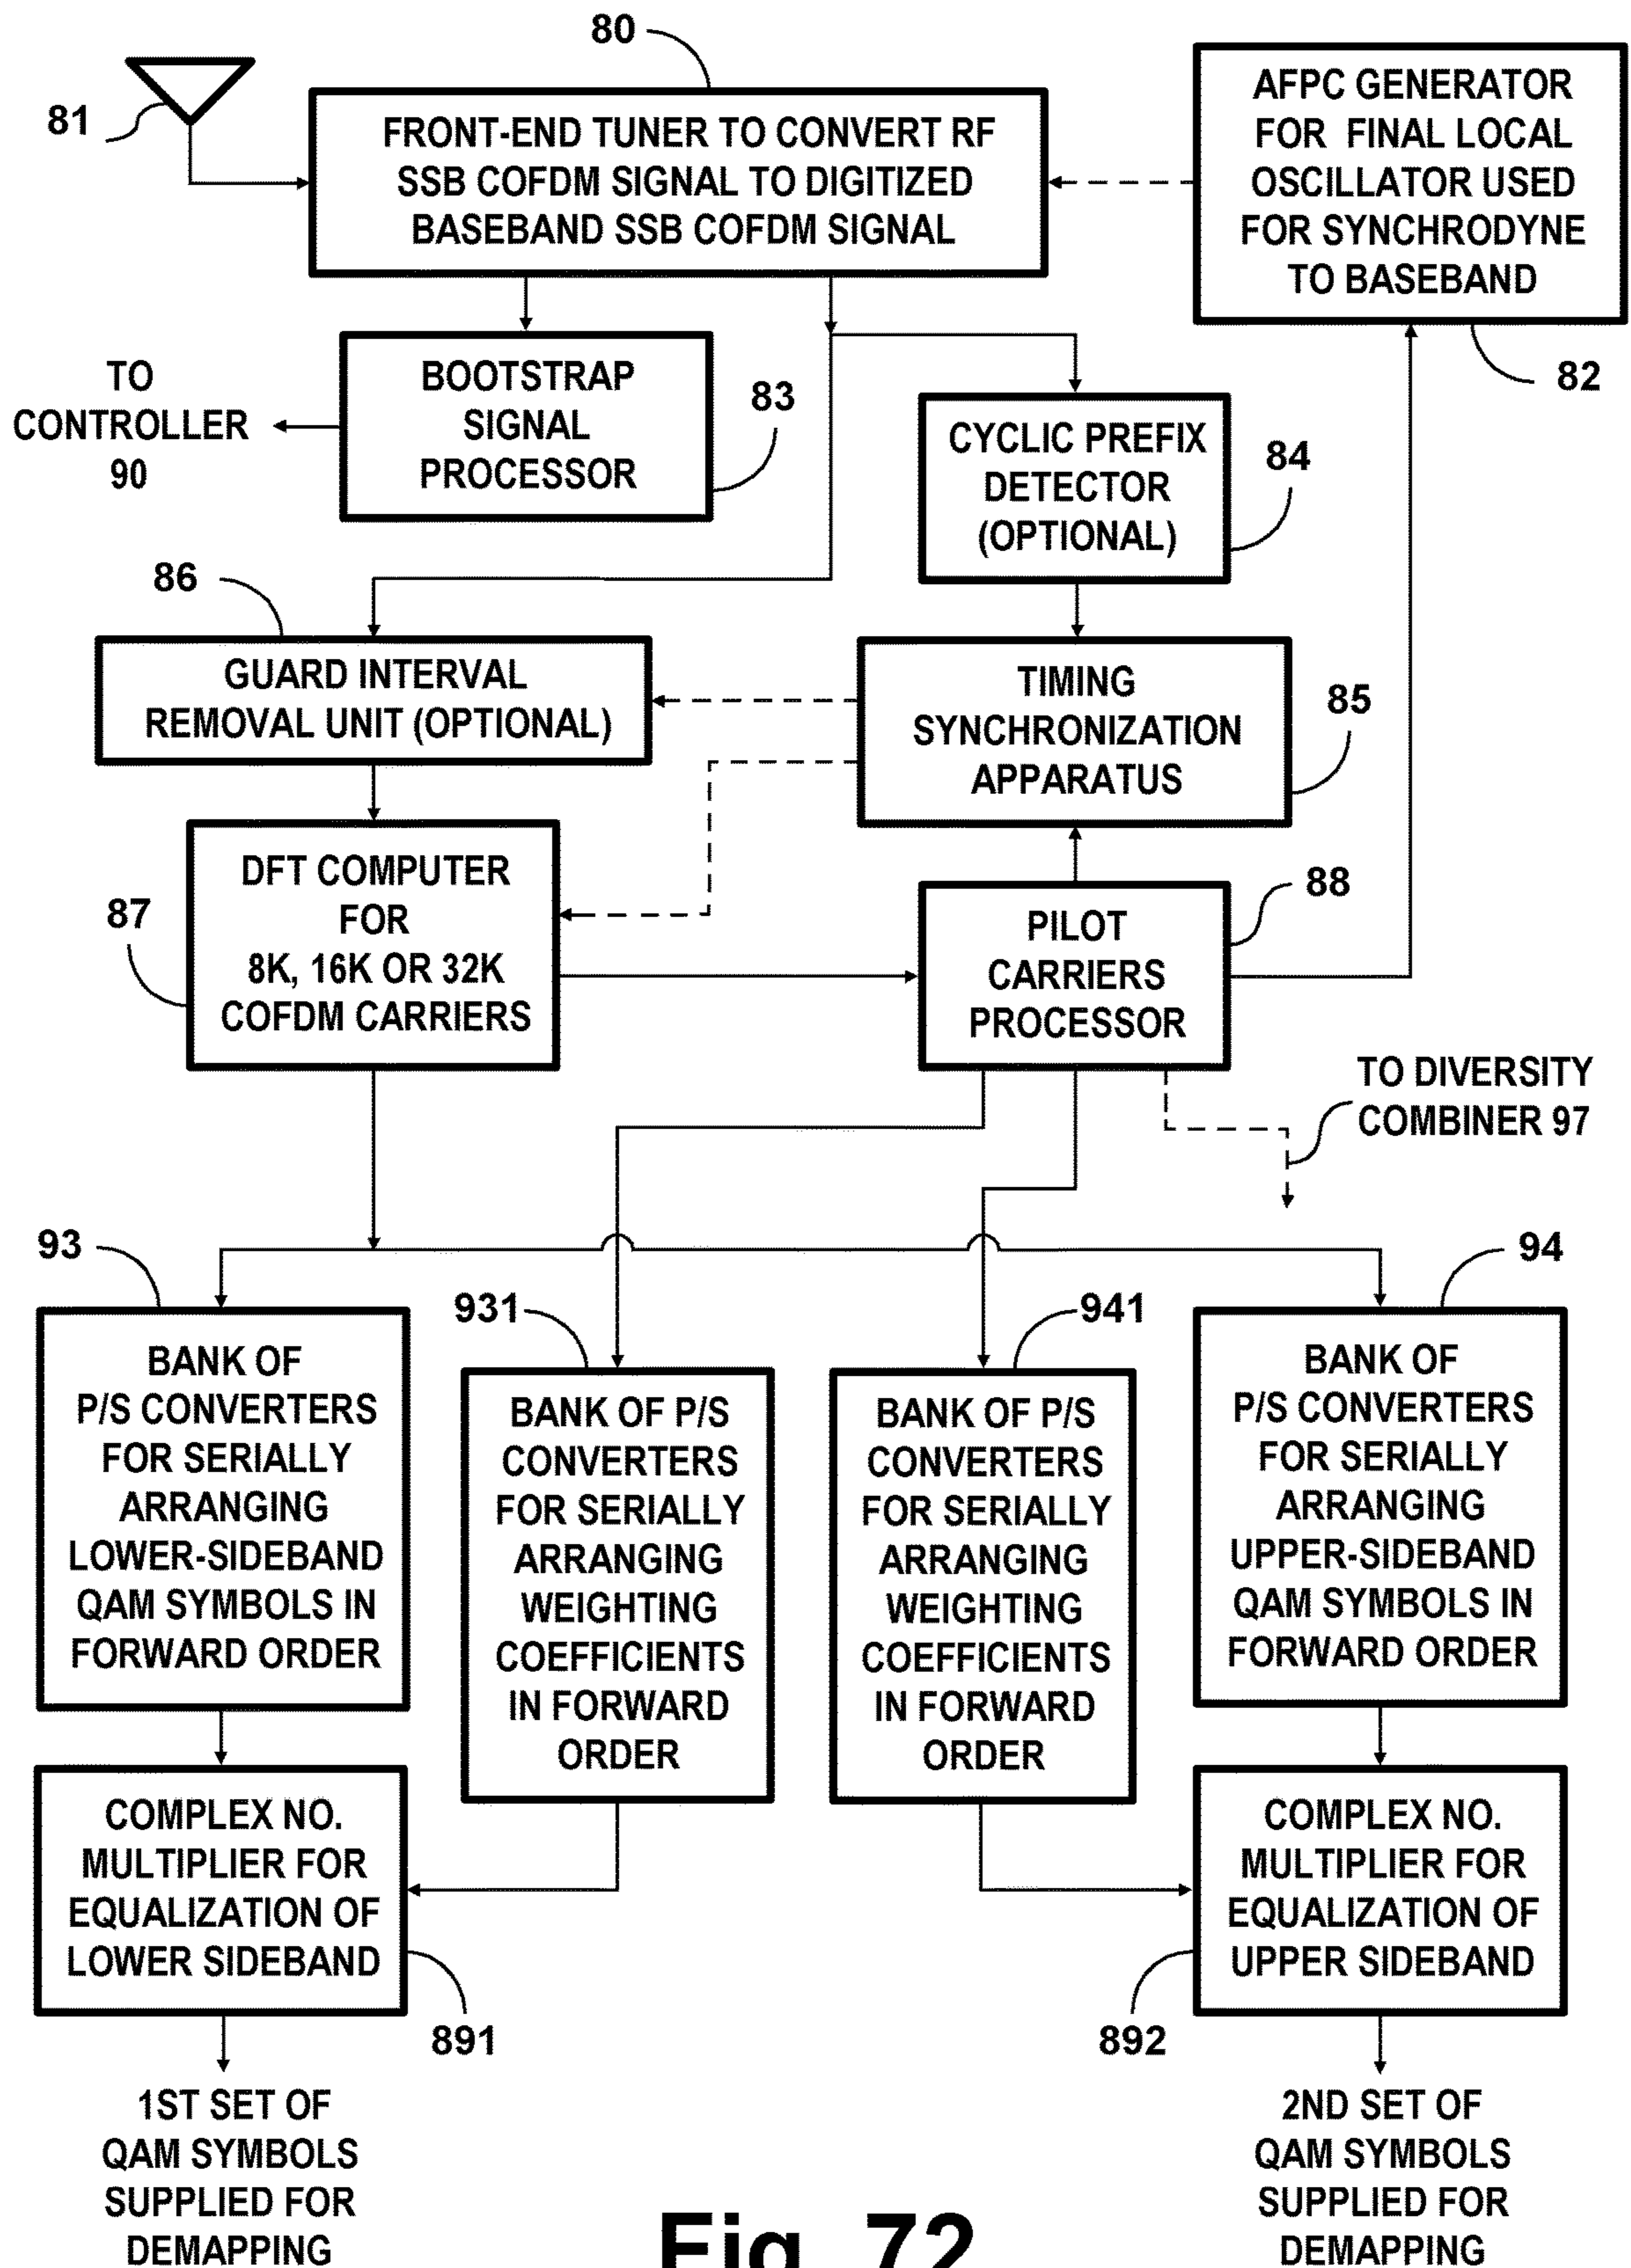 80
81
FRONT-END TUNER TO CONVERT RF
SSB COFDM SIGNAL TO DIGITIZED
BASEBAND SSB COFDM SIGNAL
AFPC GENERATOR
FOR FINAL LOCAL
OSCILLATOR USED
FOR SYNCHRODYNE
TO BASEBAND
82
TO
CONTROLLER
90
BOOTSTRAP
SIGNAL
PROCESSOR
83
CYCLIC PREFIX
DETECTOR
(OPTIONAL)
84
86
GUARD INTERVAL
REMOVAL UNIT (OPTIONAL)
TIMING
SYNCHRONIZATION
APPARATUS
85
87
DFT COMPUTER
FOR
8K, 16K OR 32K
COFDM CARRIERS
PILOT
CARRIERS
PROCESSOR
88
TO DIVERSITY
COMBINER 97
93
931
941
94
BANK OF
P/S CONVERTERS
FOR SERIALLY
ARRANGING
LOWER-SIDEBAND
QAM SYMBOLS IN
FORWARD ORDER
BANK OF P/S
CONVERTERS
FOR SERIALLY
ARRANGING
WEIGHTING
COEFFICIENTS
IN FORWARD
ORDER
BANK OF P/S
CONVERTERS
FOR SERIALLY
ARRANGING
WEIGHTING
COEFFICIENTS
IN FORWARD
ORDER
BANK OF
P/S CONVERTERS
FOR SERIALLY
ARRANGING
UPPER-SIDEBAND
QAM SYMBOLS IN
FORWARD ORDER
COMPLEX NO.
MULTIPLIER FOR
EQUALIZATION OF
LOWER SIDEBAND
891
COMPLEX NO.
MULTIPLIER FOR
EQUALIZATION OF
UPPER SIDEBAND
892
1ST SET OF
QAM SYMBOLS
SUPPLIED FOR
DEMAPPING
2ND SET OF
QAM SYMBOLS
SUPPLIED FOR
DEMAPPING
Fig. 72